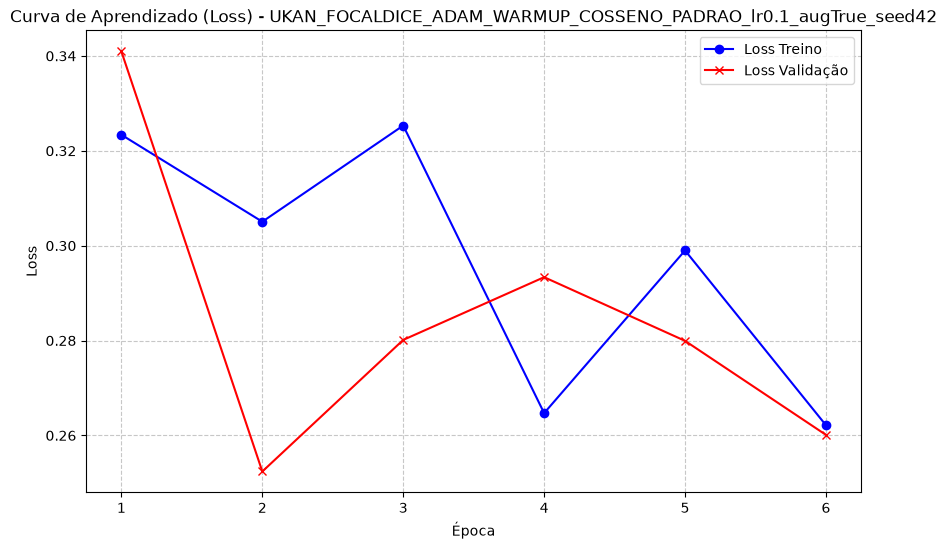 Curva de Aprendizado (Loss) - UKAN_FOCALDICE_ADAM_WARMUP_COSSENO_PADRAO_lr0.1_augTrue_seed42
Loss Treino
Loss Validação
0.34
0.32
0.30
0.28
0.26
Loss
1 2 3 4 5 6
Época